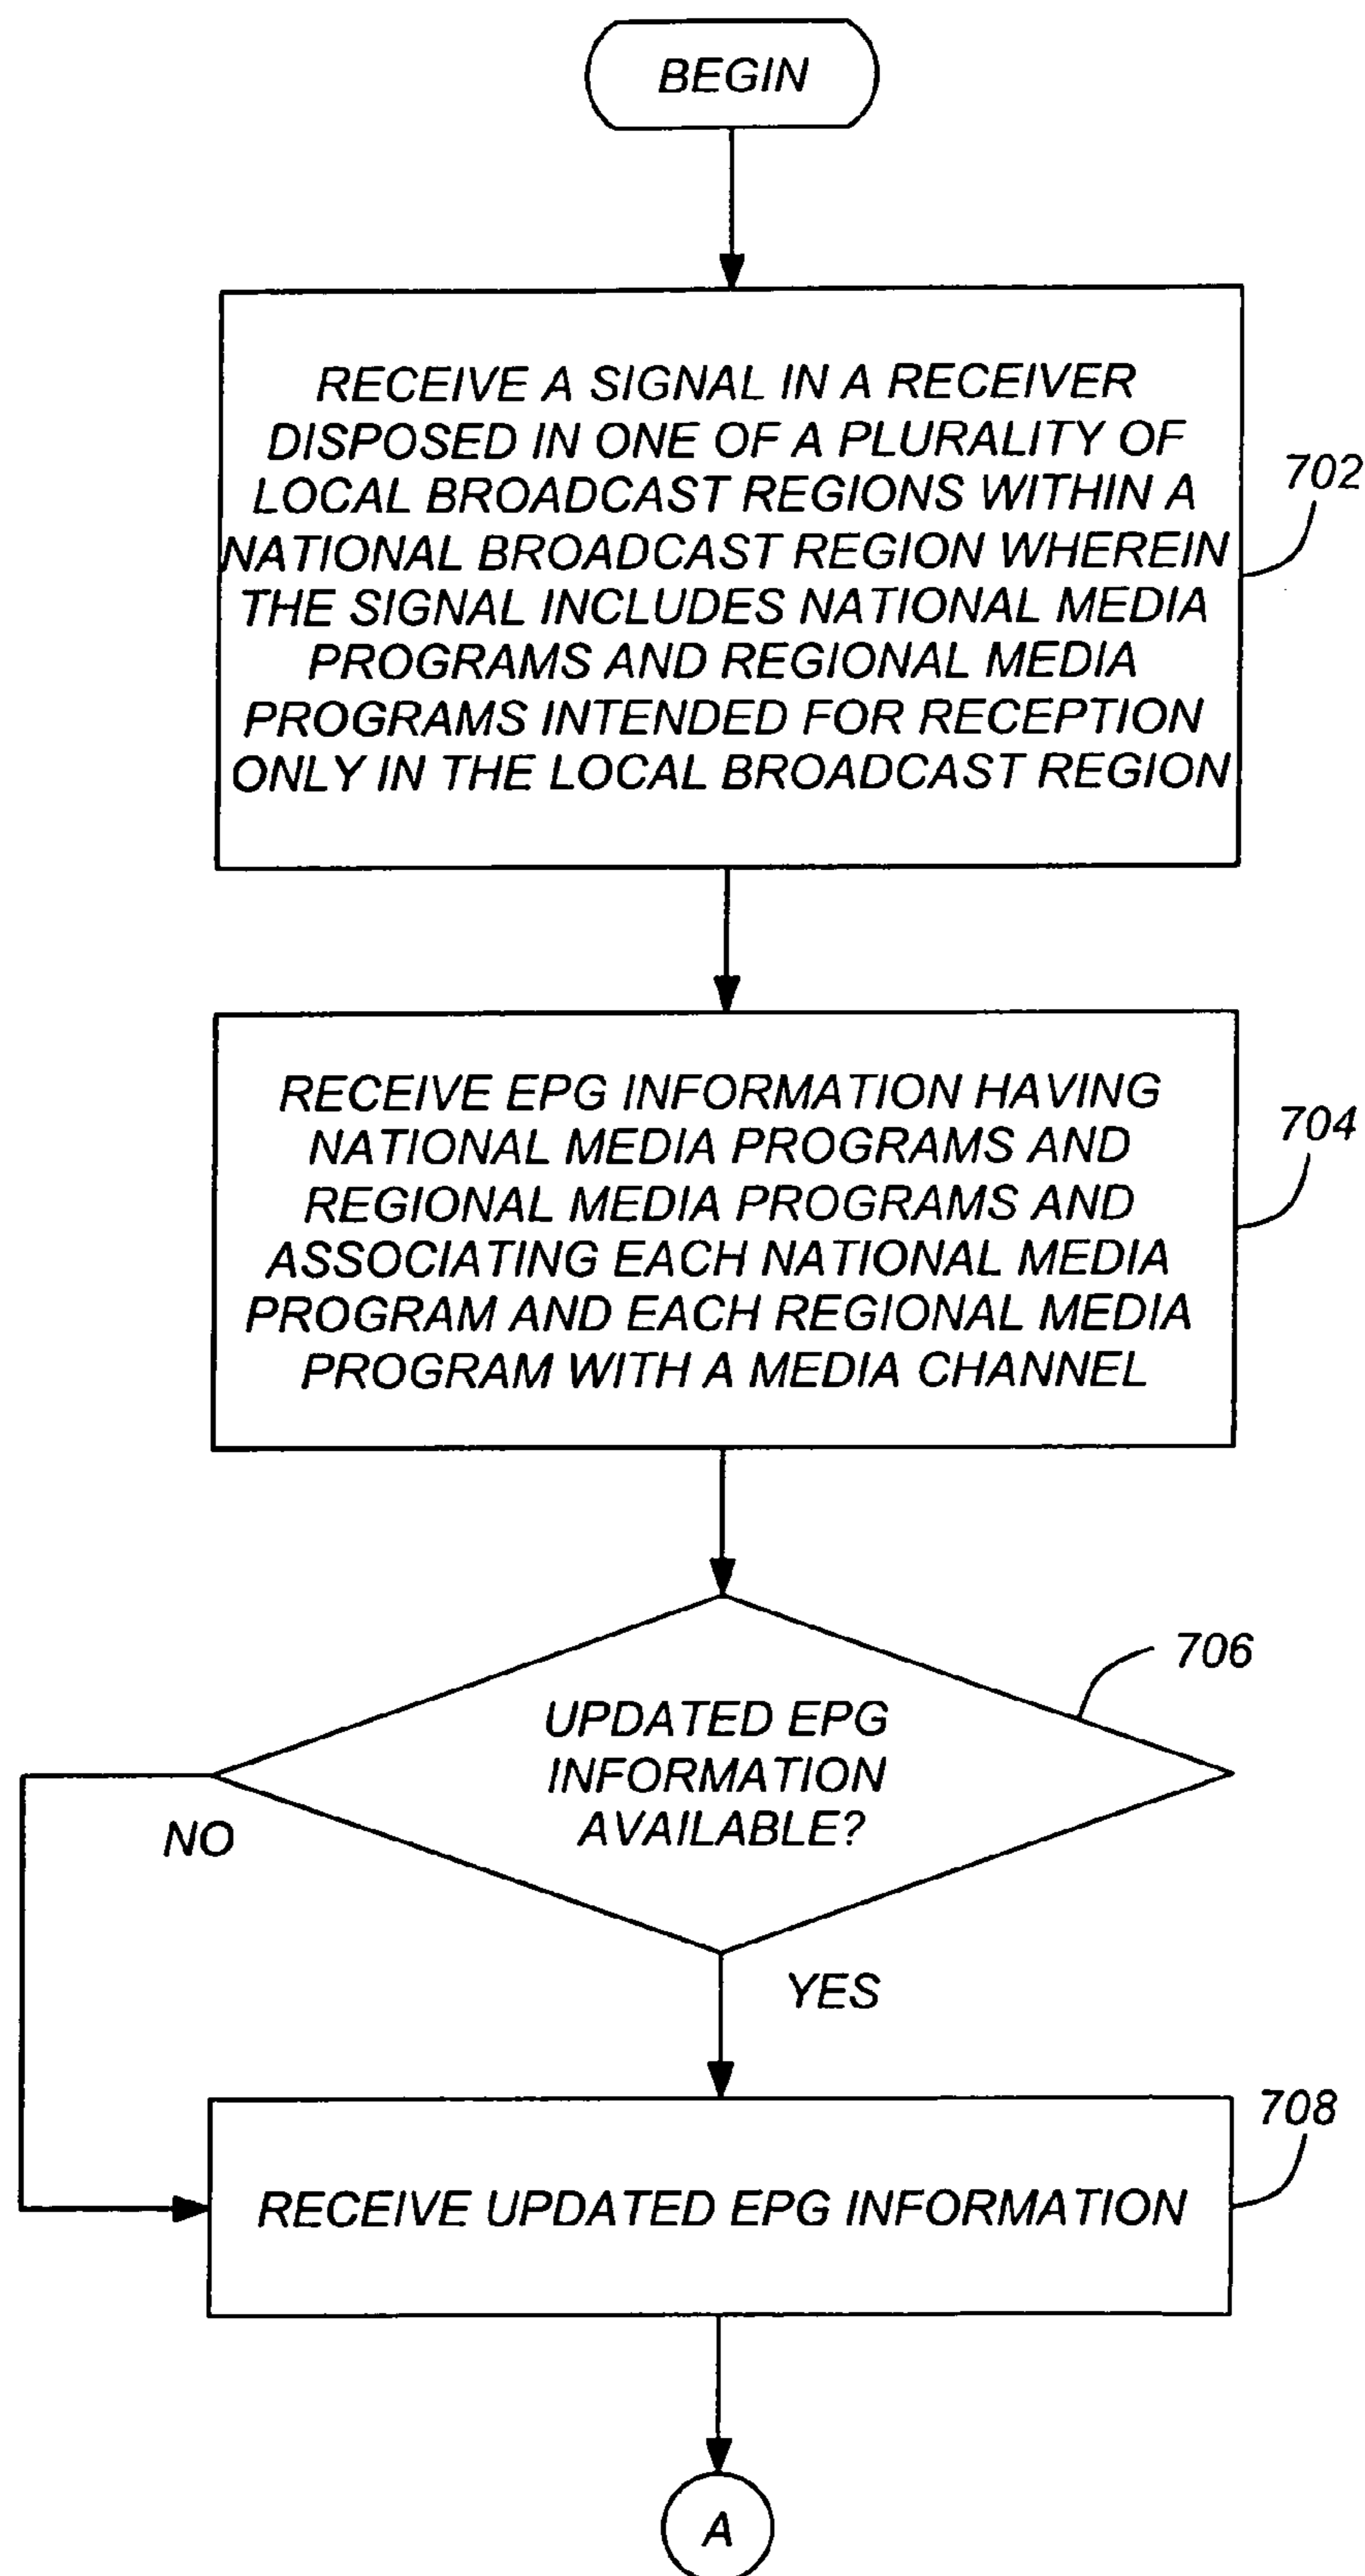 BEGIN
RECEIVE A SIGNAL IN A RECEIVER
DISPOSED IN ONE OF A PLURALITY OF
LOCAL BROADCAST REGIONS WITHIN A
NATIONAL BROADCAST REGION WHEREIN
THE SIGNAL INCLUDES NATIONAL MEDIA
PROGRAMS AND REGIONAL MEDIA
PROGRAMS INTENDED FOR RECEPTION
ONLY IN THE LOCAL BROADCAST REGION
702
RECEIVE EPG INFORMATION HAVING
NATIONAL MEDIA PROGRAMS AND
REGIONAL MEDIA PROGRAMS AND
ASSOCIATING EACH NATIONAL MEDIA
PROGRAM AND EACH REGIONAL MEDIA
PROGRAM WITH A MEDIA CHANNEL
704
UPDATED EPG
INFORMATION
AVAILABLE?
706
NO
YES
RECEIVE UPDATED EPG INFORMATION
708
A